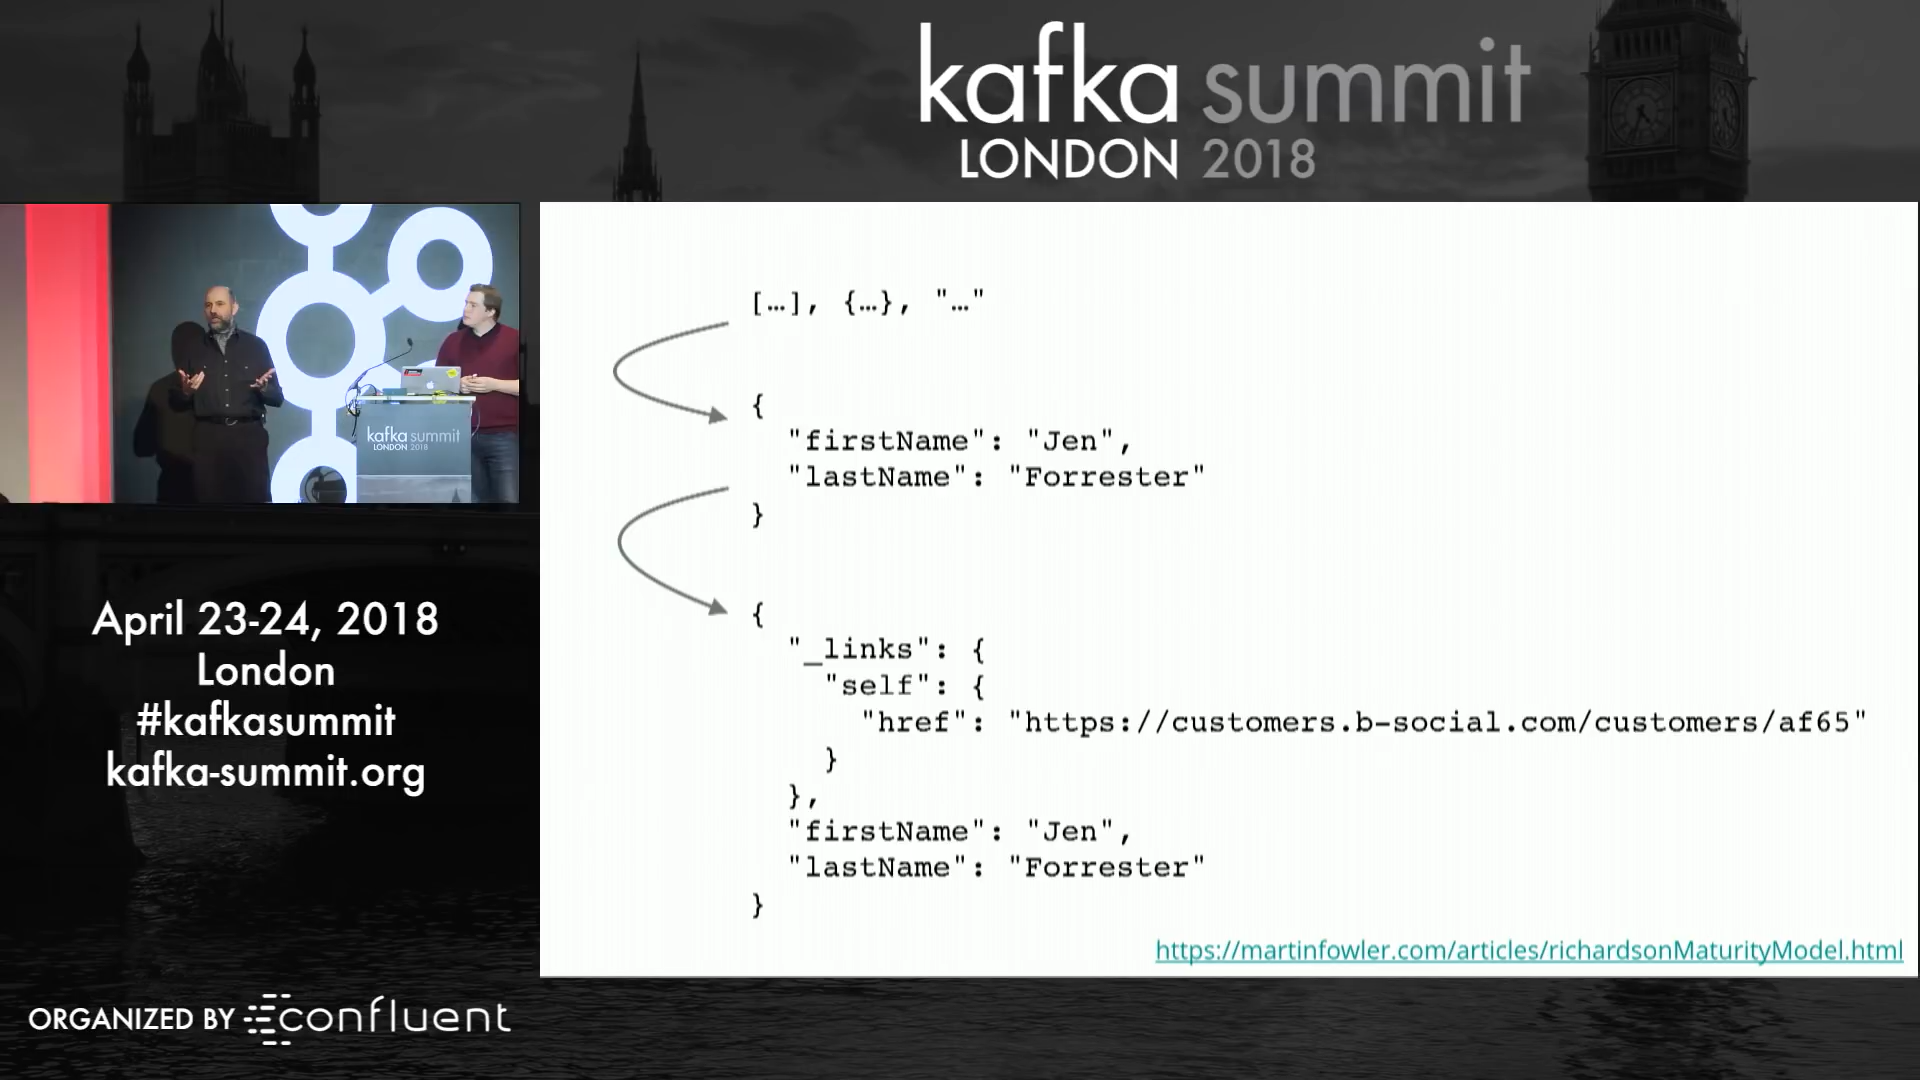 kafka summit
LONDON 2018
kafka summit
LONDON 2018
[…], {…}, "…"
{
"firstName": "Jen",
"lastName": "Forrester"
}
{
"_links": {
"self": {
"href": "https://customers.b-social.com/customers/af65"
}
},
"firstName": "Jen",
"lastName": "Forrester"
}
https://martinfowler.com/articles/richardsonMaturityModel.html
April 23-24, 2018
London
#kafkasummit
kafka-summit.org
ORGANIZED BY confluent